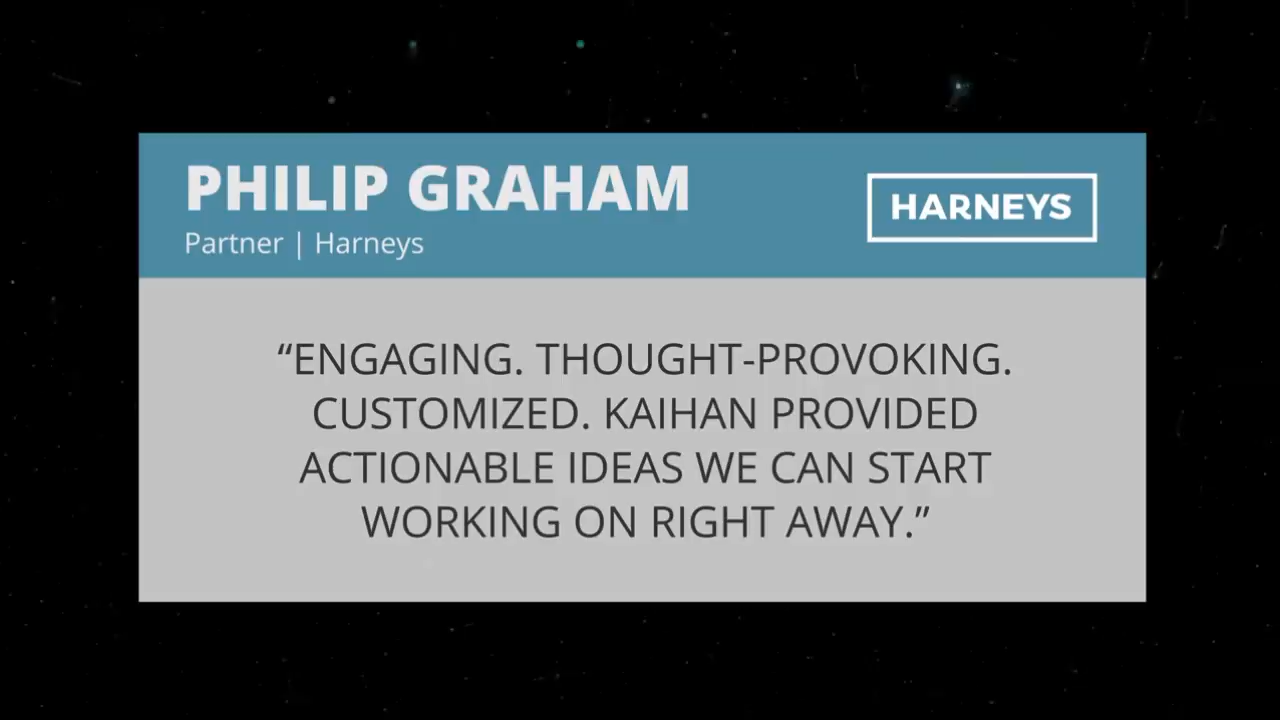 PHILIP GRAHAM
Partner | Harneys
HARNEYS
“ENGAGING. THOUGHT-PROVOKING.
CUSTOMIZED. KAIHAN PROVIDED
ACTIONABLE IDEAS WE CAN START
WORKING ON RIGHT AWAY.”